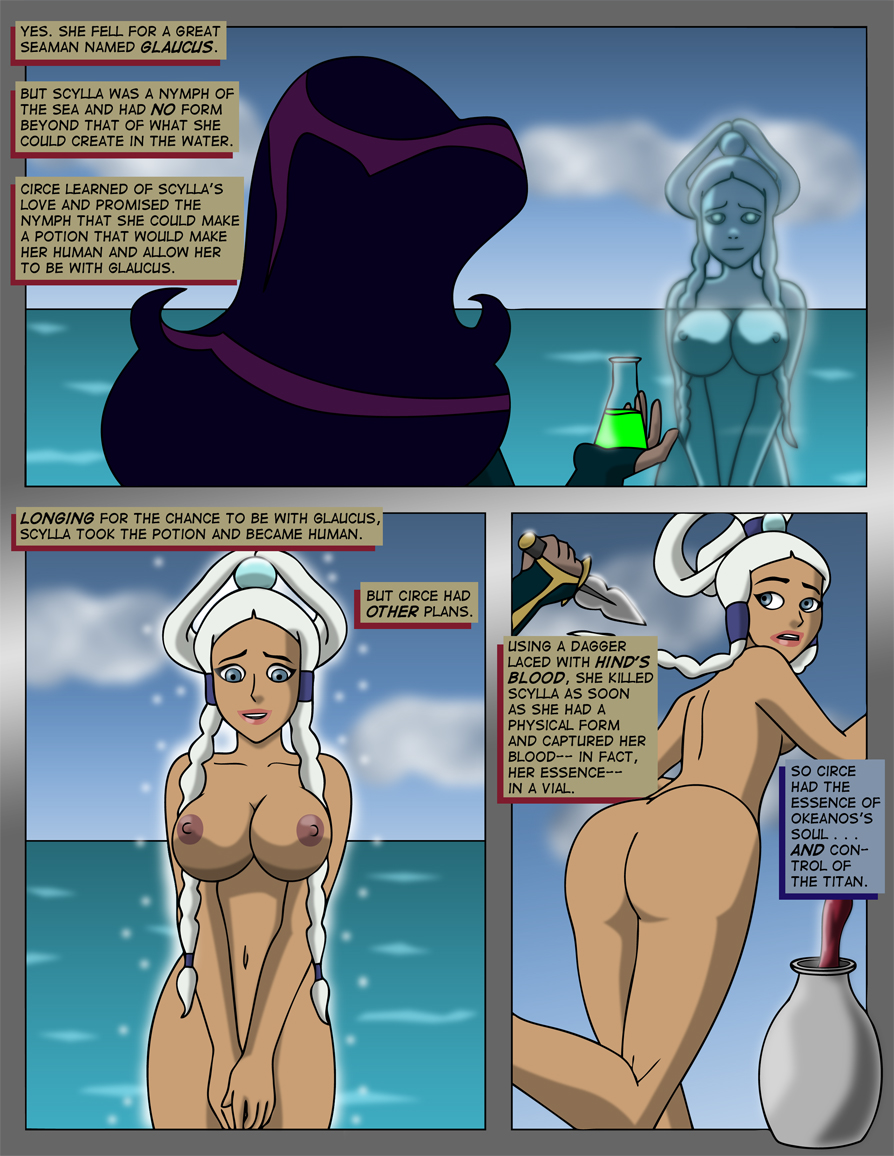 YES. SHE FELL FOR A GREAT
SEAMAN NAMED GLAUCUS.
BUT SCYLLA WAS A NYMPH OF
THE SEA AND HAD NO FORM
BEYOND THAT OF WHAT SHE
COULD CREATE IN THE WATER.
CIRCE LEARNED OF SCYLLA'S
LOVE AND PROMISED THE
NYMPH THAT SHE COULD MAKE
A POTION THAT WOULD MAKE
HER HUMAN AND ALLOW HER
TO BE WITH GLAUCUS.
LONGING FOR THE CHANCE TO BE WITH GLAUCUS,
SCYLLA TOOK THE POTION AND BECAME HUMAN.
BUT CIRCE HAD
OTHER PLANS.
USING A DAGGER
LACED WITH HIND'S
BLOOD, SHE KILLED
SCYLLA AS SOON
AS SHE HAD A
PHYSICAL FORM
AND CAPTURED HER
BLOOD-- IN FACT,
HER ESSENCE--
IN A VIAL.
SO CIRCE
HAD THE
ESSENCE OF
OKEANOS'S
SOUL . . .
AND CON-
TROL OF
THE TITAN.